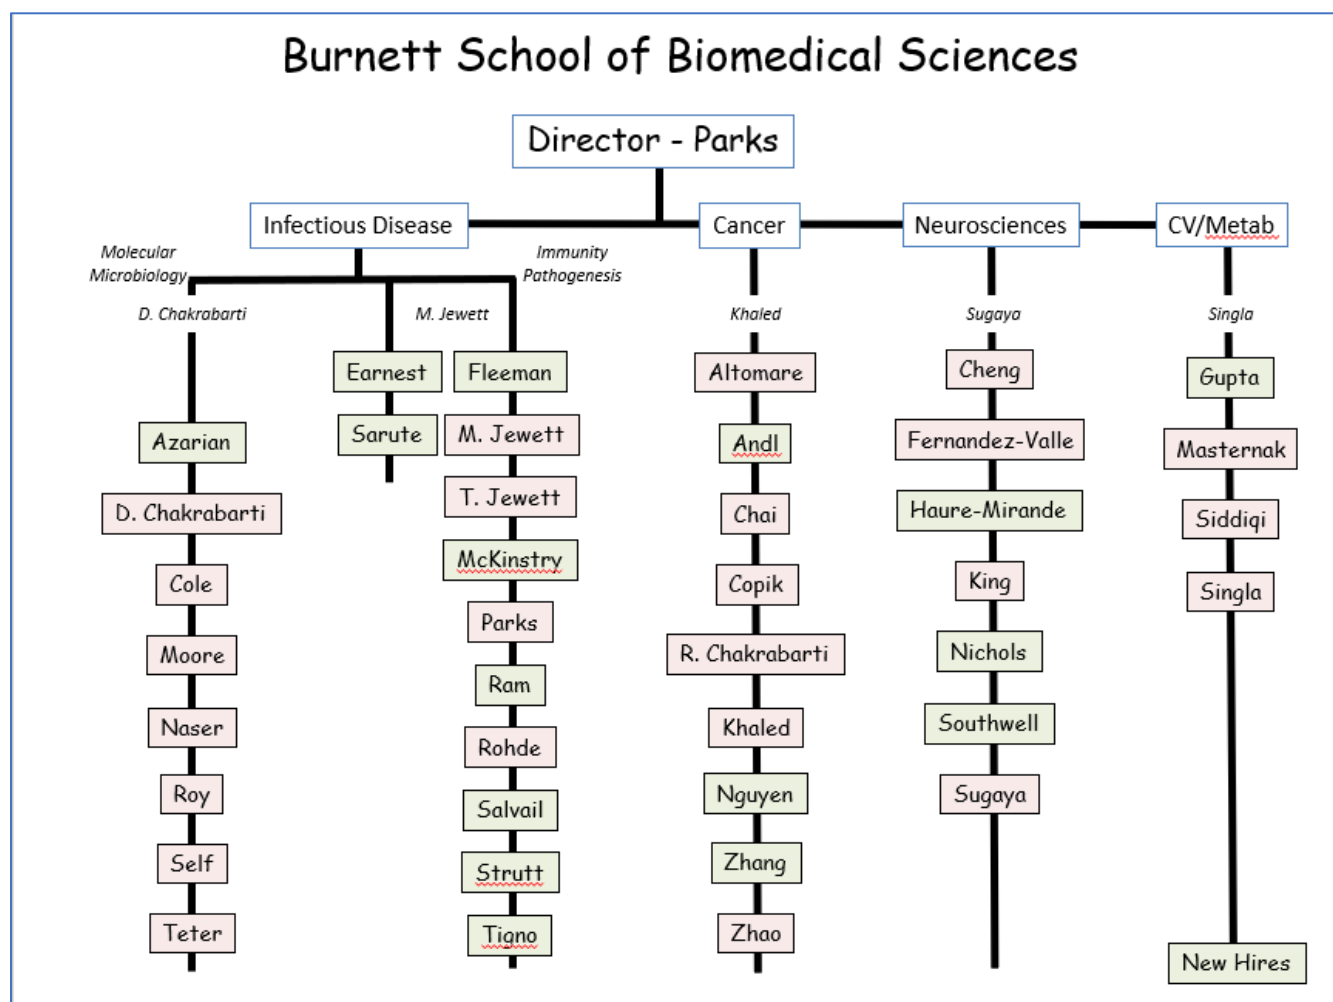 Burnett School of Biomedical Sciences
Director - Parks
Infectious Disease
Cancer
Neurosciences
CV/Metab
Molecular
Microbiology
Immunity
Pathogenesis
D. Chakrabarti
M. Jewett
Khaled
Sugaya
Singla
Azarian
D. Chakrabarti
Cole
Moore
Naser
Roy
Self
Teter
Earnest
Sarute
Fleeman
M. Jewett
T. Jewett
McKinstry
Parks
Ram
Rohde
Salvail
Strutt
Tigno
Altomare
Andl
Chai
Copik
R. Chakrabarti
Khaled
Nguyen
Zhang
Zhao
Cheng
Fernandez-Valle
Haure-Mirande
King
Nichols
Southwell
Sugaya
Gupta
Masternak
Siddiqi
Singla
New Hires